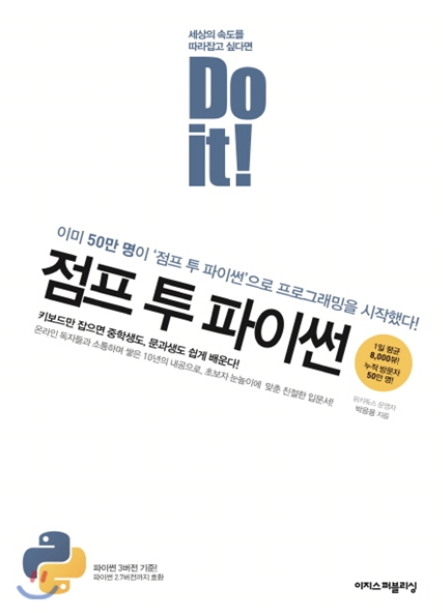 세상의 속도를
따라잡고 싶다면
Do
it!
이미 50만 명이 '점프 투 파이썬'으로 프로그래밍을 시작했다!
점프 투 파이썬
키보드만 잡으면 중학생도, 문과생도 쉽게 배운다!
온라인 독자들과 소통하며 쌓은 10년의 내공으로, 초보자 눈높이에 맞춘 친절한 입문서!
1일 평균
8,000뷰!
누적 방문자
50만 명!
위키독스 운영자
박응용 지음
파이썬 3버전 기준!
파이썬 2.7버전까지 호환
이지스퍼블리싱